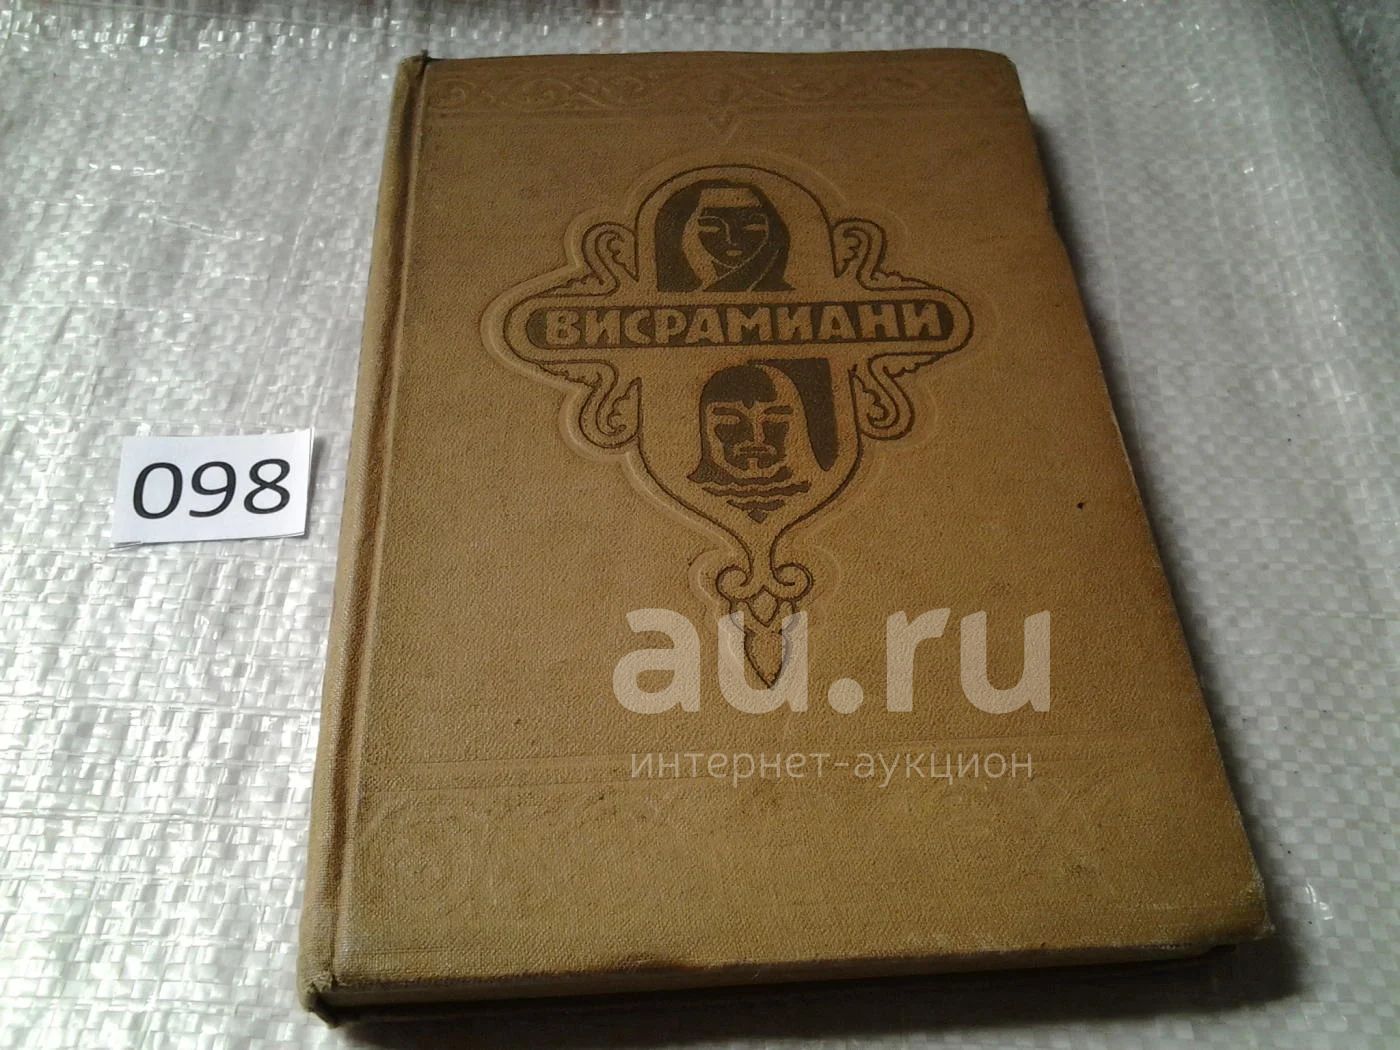 ВИСРАМИАНИ
098
au.ru
интернет-аукцион